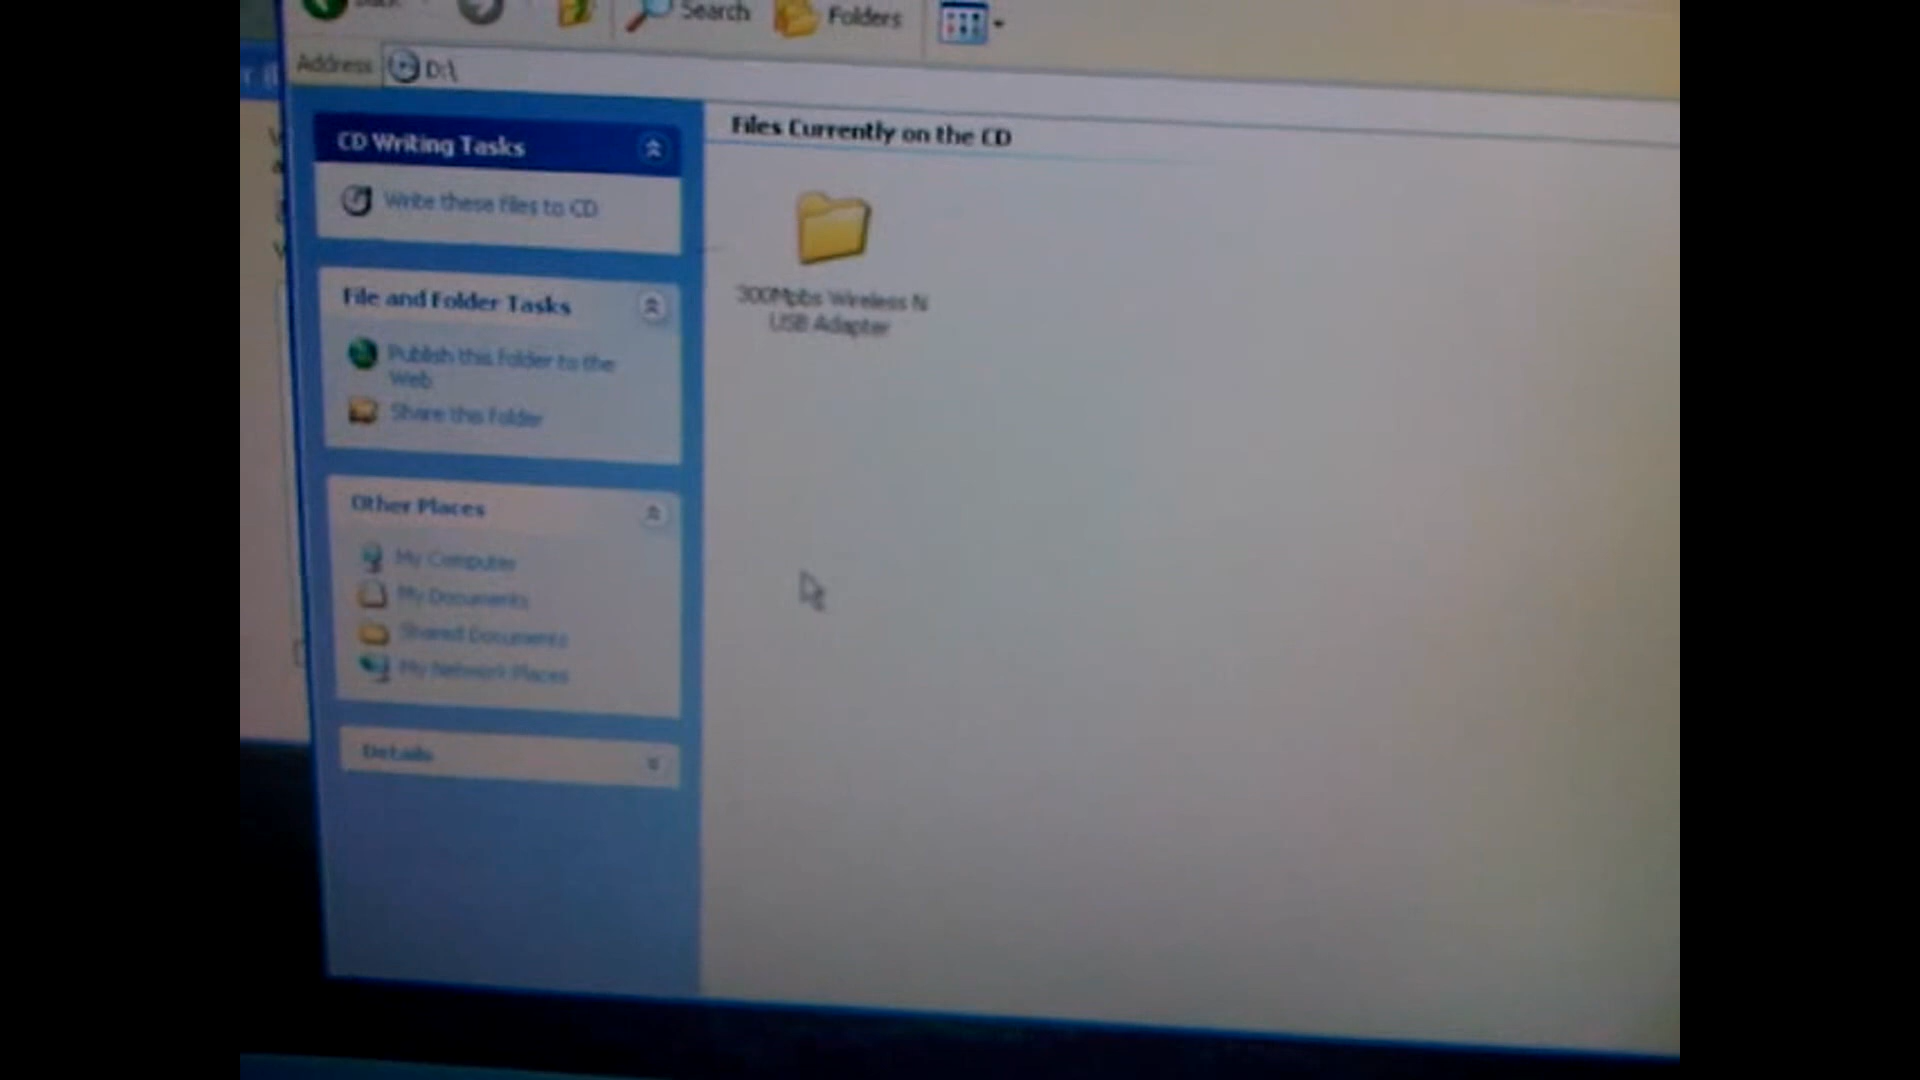 Back
Search
Folders
Address
D:\
CD Writing Tasks
Write these files to CD
File and Folder Tasks
Publish this folder to the
Web
Share this folder
Other Places
My Computer
My Documents
Shared Documents
My Network Places
Details
Files Currently on the CD
300Mpbs Wireless N
USB Adapter